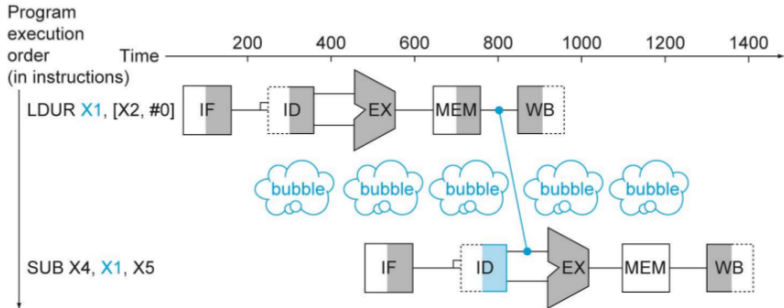 Program
execution
order
(in instructions)
Time
200 400 600 800 1000 1200 1400
LDUR X1, [X2, #0]
IF ID EX MEM WB
bubble bubble bubble bubble bubble
SUB X4, X1, X5
IF ID EX MEM WB